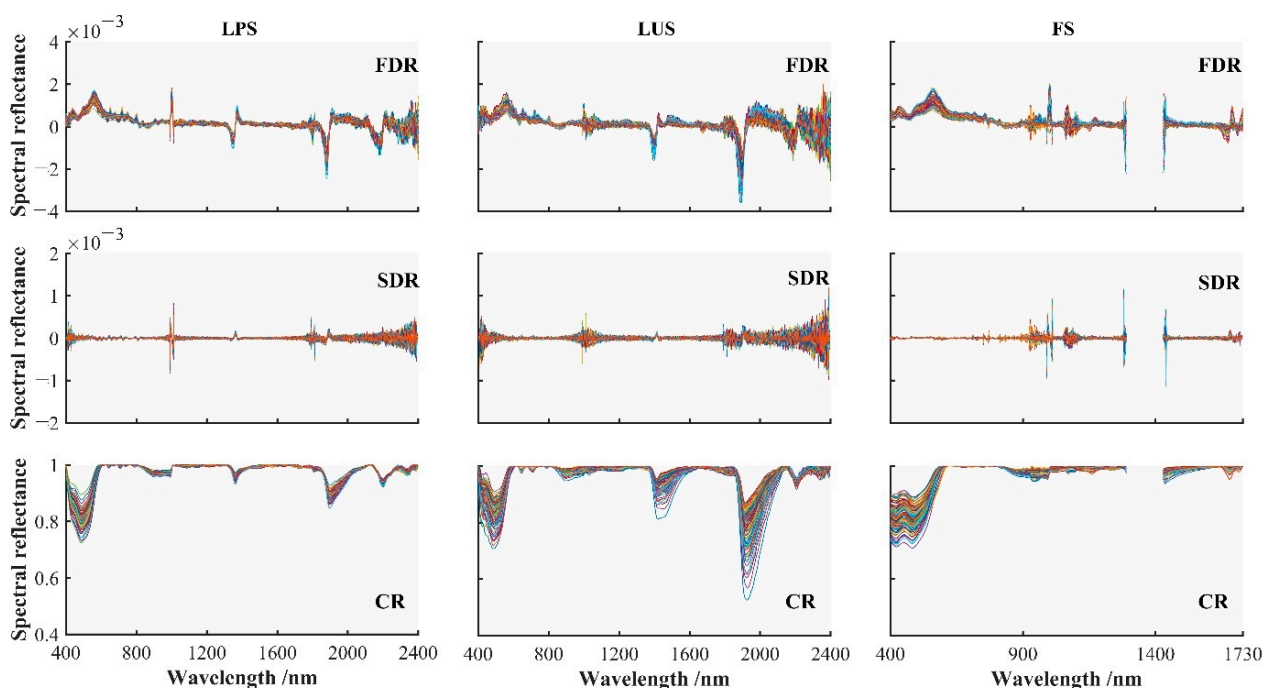 LPS
LUS
FS
×10⁻³
Spectral reflectance
4
2
0
−2
−4
FDR
FDR
FDR
×10⁻³
Spectral reflectance
2
1
0
−1
−2
SDR
SDR
SDR
Spectral reflectance
1
0.8
0.6
0.4
CR
CR
CR
400 800 1200 1600 2000 2400
400 800 1200 1600 2000 2400
400 900 1400 1730
Wavelength /nm
Wavelength /nm
Wavelength /nm